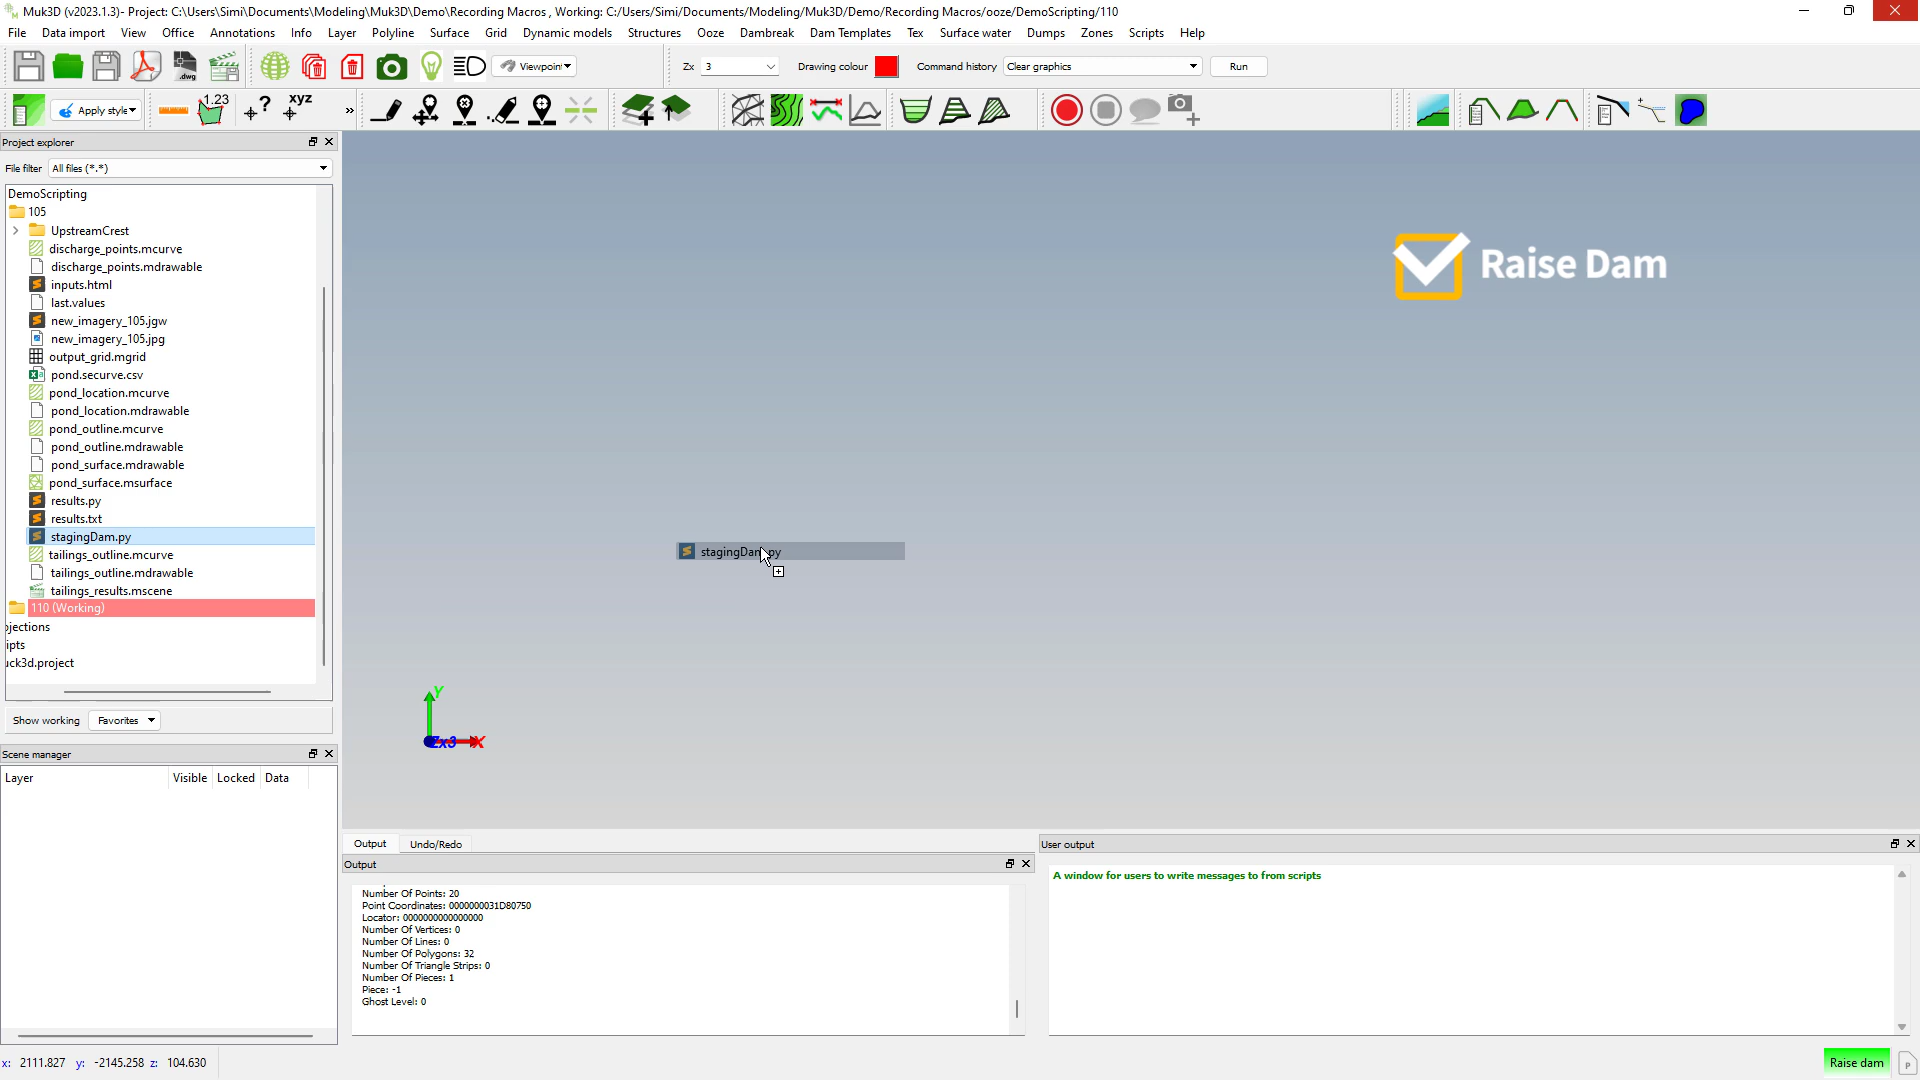 Muk3D (v2023.1.3)- Project: C:\Users\Simi\Documents\Modeling\Muk3D\Demo\Recording Macros , Working: C:/Users/Simi/Documents/Modeling/Muk3D/Demo/Recording Macros/ooze/DemoScripting/110
File Data import View Office Annotations Info Layer Polyline Surface Grid Dynamic models Structures Ooze Dambreak Dam Templates Tex Surface water Dumps Zones Scripts Help
.dwg Viewpoint Zx 3 Drawing colour Command history Clear graphics Run
Apply style 1.23 ? xyz »
Project explorer
File filter All files (*.*)
DemoScripting
105
UpstreamCrest
discharge_points.mcurve
discharge_points.mdrawable
inputs.html
last.values
new_imagery_105.jgw
new_imagery_105.jpg
output_grid.mgrid
pond.securve.csv
pond_location.mcurve
pond_location.mdrawable
pond_outline.mcurve
pond_outline.mdrawable
pond_surface.mdrawable
pond_surface.msurface
results.py
results.txt
stagingDam.py
tailings_outline.mcurve
tailings_outline.mdrawable
tailings_results.mscene
110 (Working)
ojections
ipts
uck3d.project
Show working Favorites
Scene manager
Layer Visible Locked Data
Raise Dam
stagingDam.py
Y
Zx3 X
Output Undo/Redo
Output
Number Of Points: 20
Point Coordinates: 0000000031D80750
Locator: 0000000000000000
Number Of Vertices: 0
Number Of Lines: 0
Number Of Polygons: 32
Number Of Triangle Strips: 0
Number Of Pieces: 1
Piece: -1
Ghost Level: 0
User output
A window for users to write messages to from scripts
x: 2111.827 y: -2145.258 z: 104.630
Raise dam P